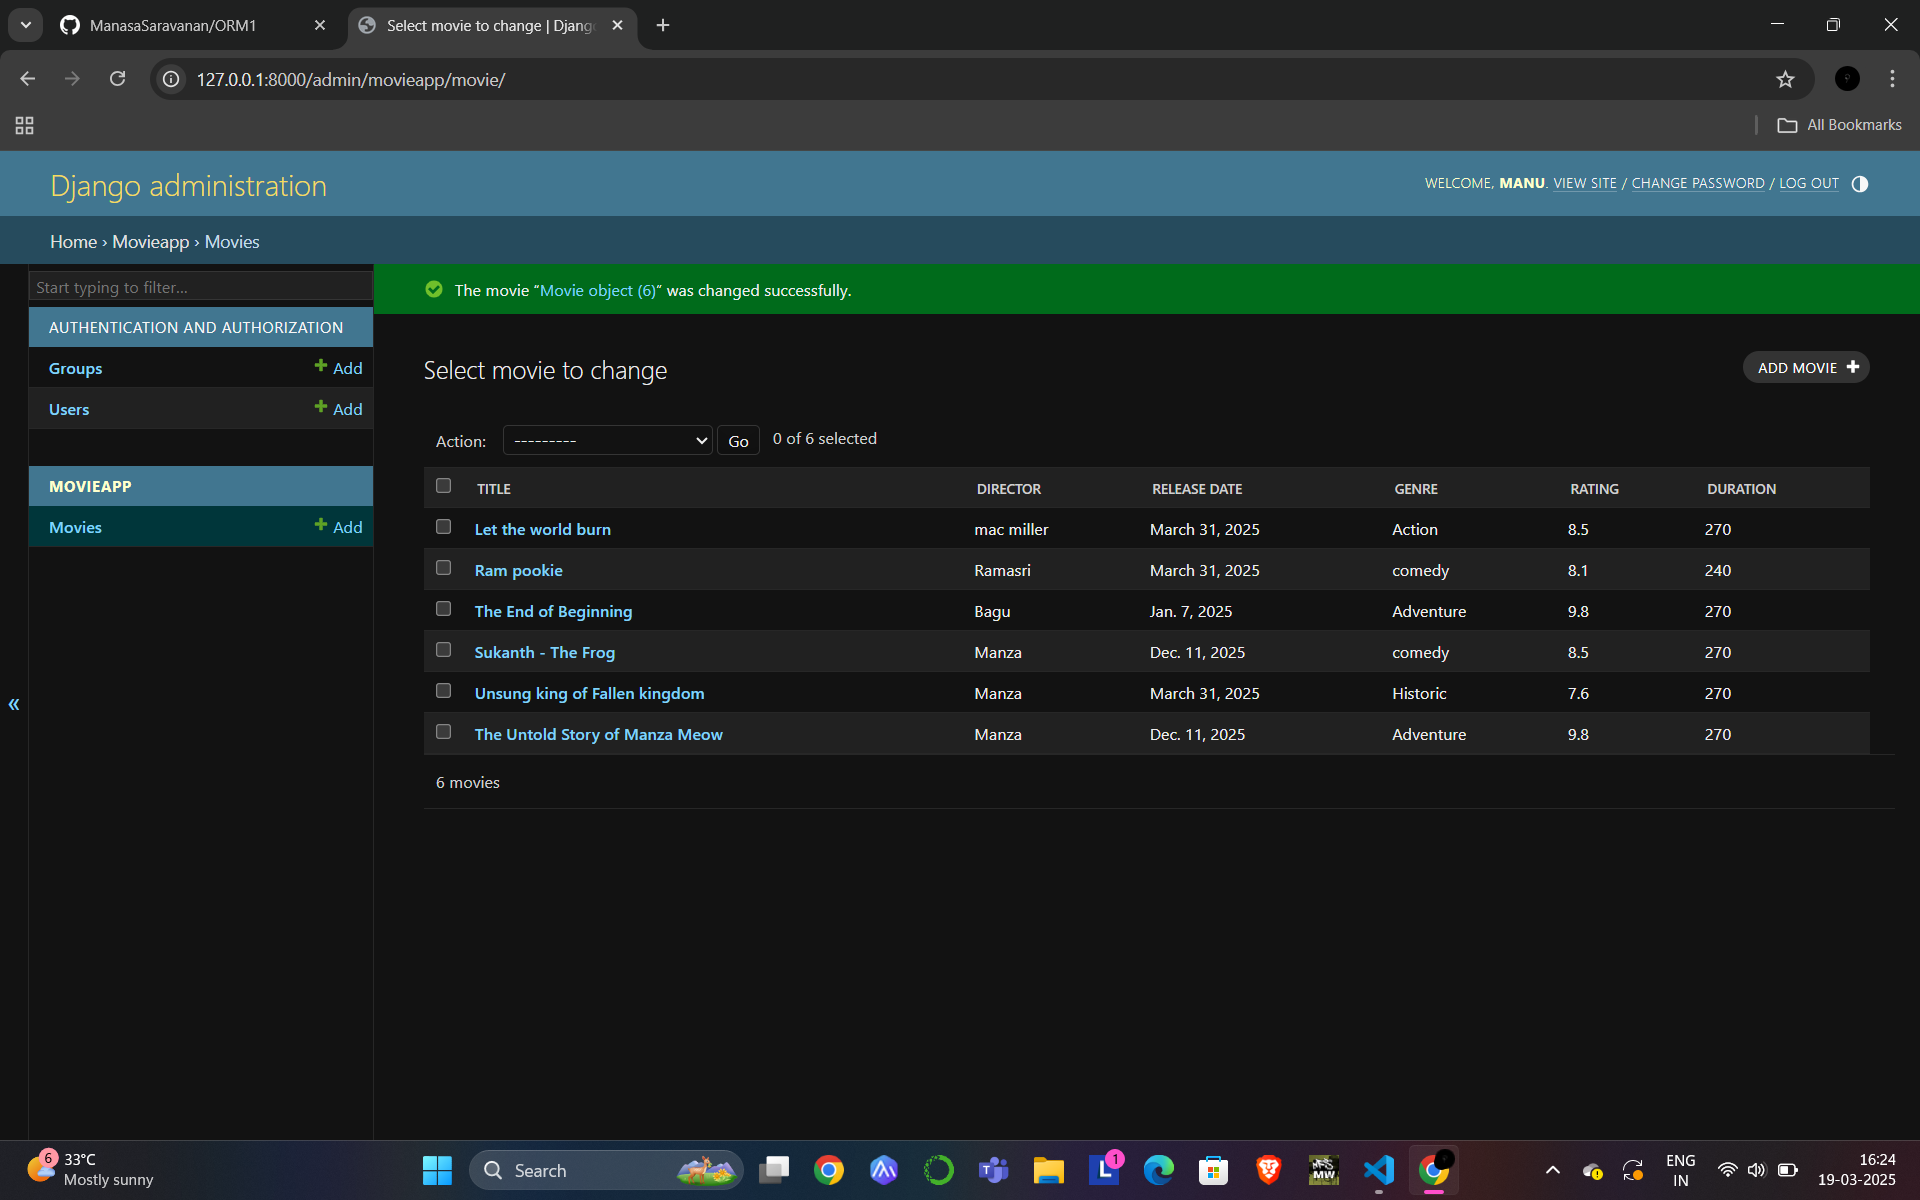 ManasaSaravanan/ORM1
Select movie to change | Djang
127.0.0.1:8000/admin/movieapp/movie/
All Bookmarks
Django administration
WELCOME, MANU. VIEW SITE / CHANGE PASSWORD / LOG OUT
Home › Movieapp › Movies
Start typing to filter...
AUTHENTICATION AND AUTHORIZATION
Groups + Add
Users + Add
MOVIEAPP
Movies + Add
«
The movie “Movie object (6)” was changed successfully.
Select movie to change
ADD MOVIE +
Action: --------- Go 0 of 6 selected
TITLE DIRECTOR RELEASE DATE GENRE RATING DURATION
Let the world burn mac miller March 31, 2025 Action 8.5 270
Ram pookie Ramasri March 31, 2025 comedy 8.1 240
The End of Beginning Bagu Jan. 7, 2025 Adventure 9.8 270
Sukanth - The Frog Manza Dec. 11, 2025 comedy 8.5 270
Unsung king of Fallen kingdom Manza March 31, 2025 Historic 7.6 270
The Untold Story of Manza Meow Manza Dec. 11, 2025 Adventure 9.8 270
6 movies
6
33°C
Mostly sunny
Search
T
L
1
MW
ENG
IN
16:24
19-03-2025